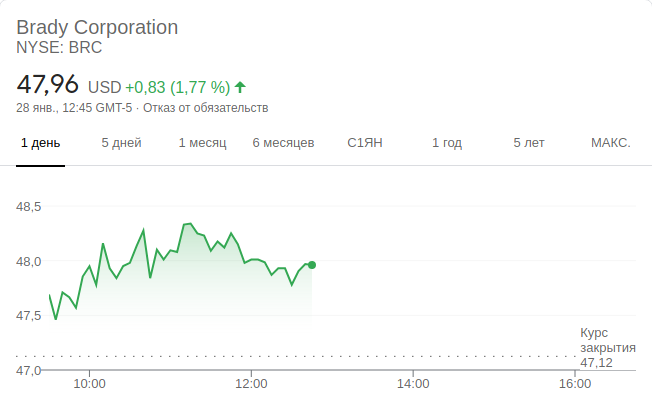 Brady Corporation
NYSE: BRC
47,96 USD +0,83 (1,77 %)
28 янв., 12:45 GMT-5 · Отказ от обязательств
1 день 5 дней 1 месяц 6 месяцев С1ЯН 1 год 5 лет МАКС.
48,5
48,0
47,5
Курс
закрытия
47,12
47,0
10:00 12:00 14:00 16:00